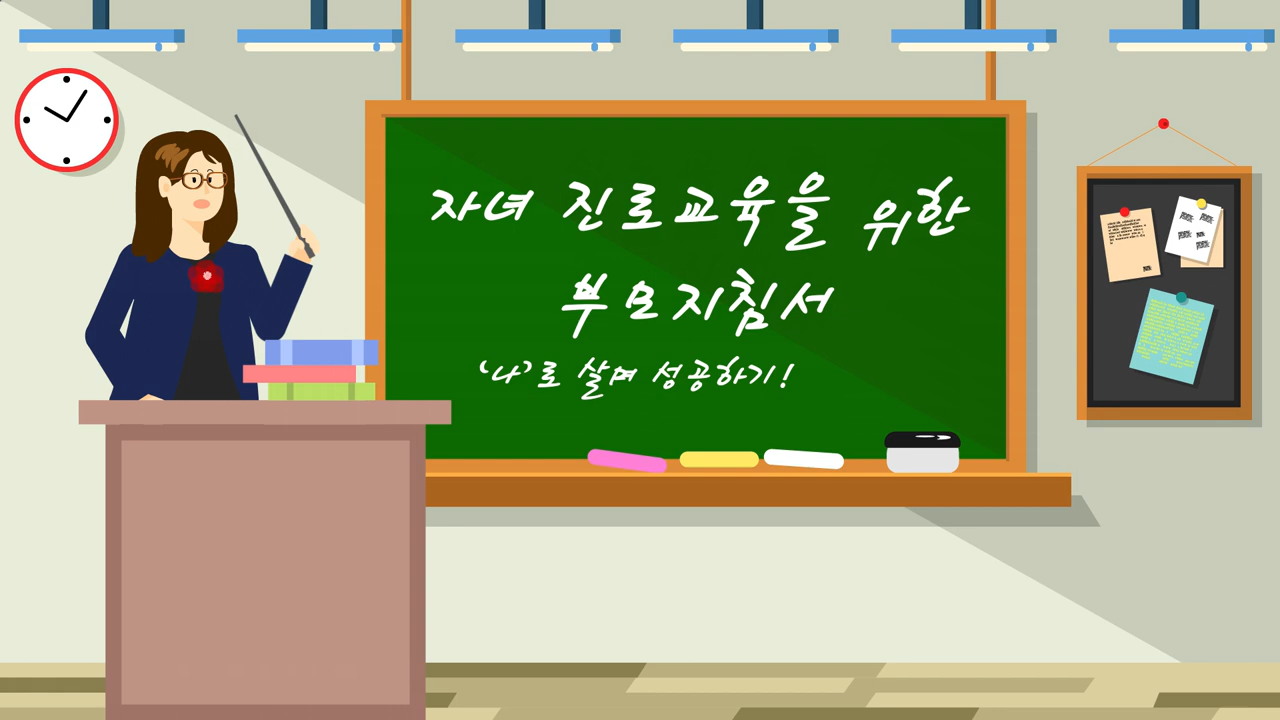 자녀 진로교육을 위한
부모지침서
'나'로 살며 성공하기!